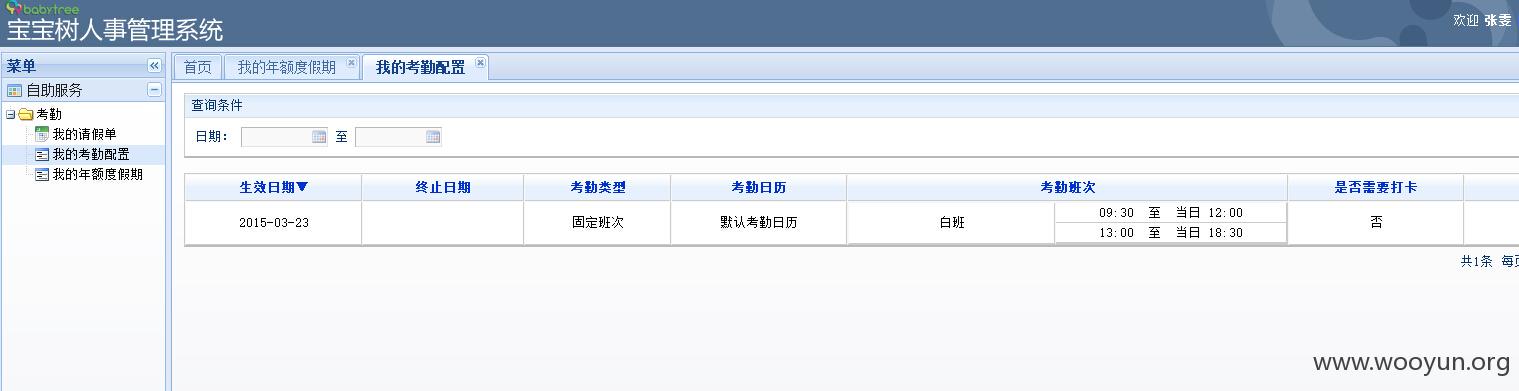 babytree
宝宝树人事管理系统
欢迎 张雯
菜单
自助服务
考勤
我的请假单
我的考勤配置
我的年额度假期
首页 我的年额度假期 我的考勤配置
查询条件
日期: 至
生效日期▼ 终止日期 考勤类型 考勤日历 考勤班次 是否需要打卡
2015-03-23 固定班次 默认考勤日历 白班 09:30 至 当日 12:00 否
13:00 至 当日 18:30
共1条 每页
www.wooyun.org